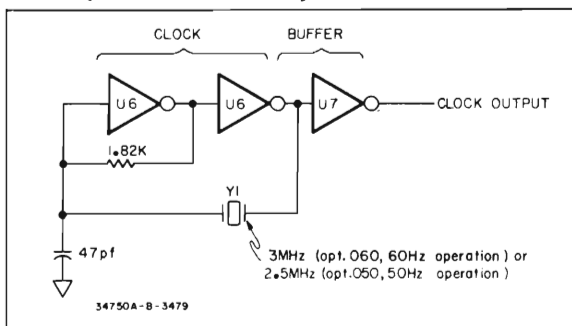 CLOCK BUFFER
U6 U6 U7 CLOCK OUTPUT
1.82K
Y1
47pf
3MHz (opt. 060, 60Hz operation) or
2.5MHz (opt. 050, 50Hz operation)
34750A-B-3479